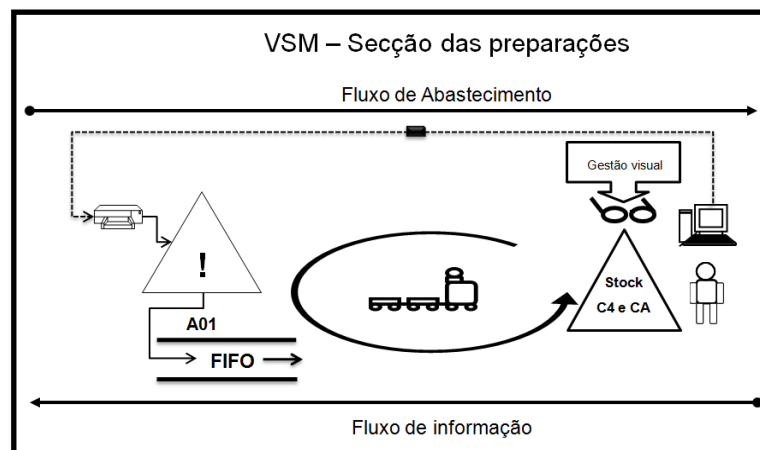 VSM – Secção das preparações
Fluxo de Abastecimento
Gestão visual
!
Stock
C4 e CA
A01
FIFO
Fluxo de informação